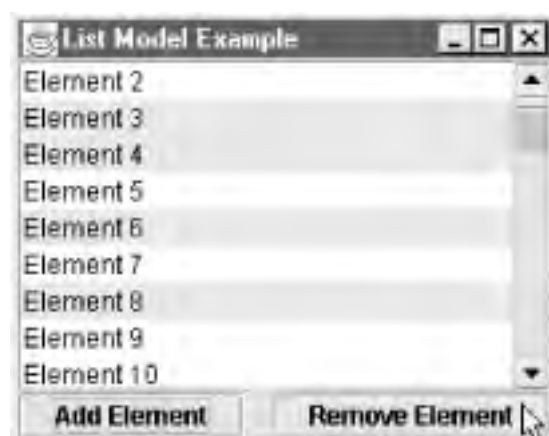 List Model Example
Element 2
Element 3
Element 4
Element 5
Element 6
Element 7
Element 8
Element 9
Element 10
Add Element
Remove Element